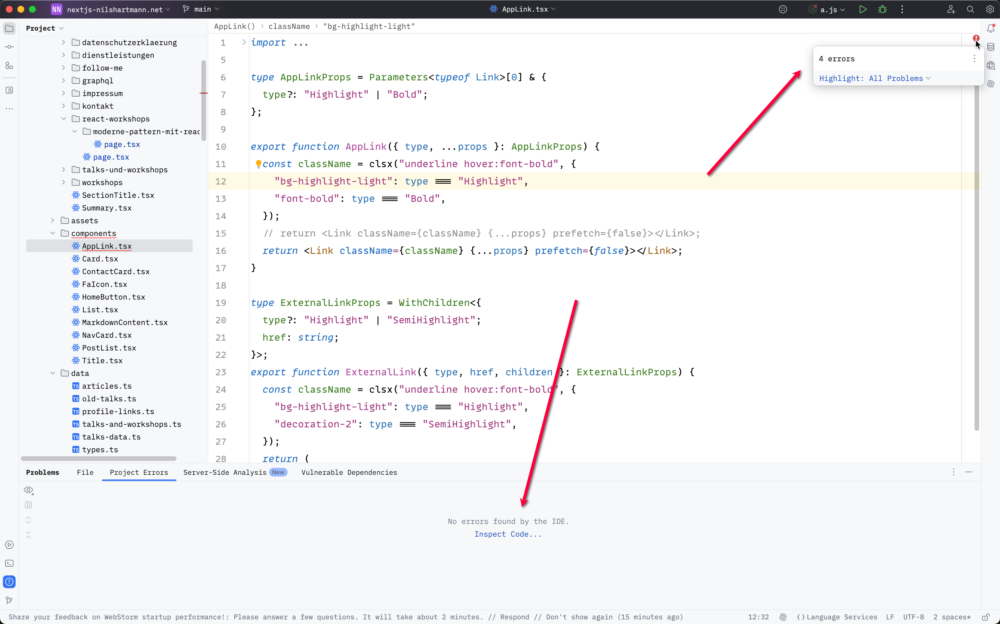 NN nextjs-nilshartmann.net main AppLink.tsx a.js
Project
datenschutzerklaerung
dienstleistungen
follow-me
graphql
impressum
kontakt
react-workshops
moderne-pattern-mit-reac
page.tsx
page.tsx
talks-und-workshops
workshops
SectionTitle.tsx
Summary.tsx
assets
components
AppLink.tsx
Card.tsx
ContactCard.tsx
FaIcon.tsx
HomeButton.tsx
List.tsx
MarkdownContent.tsx
NavCard.tsx
PostList.tsx
Title.tsx
data
TS articles.ts
TS old-talks.ts
TS profile-links.ts
TS talks-and-workshops.ts
TS talks-data.ts
TS types.ts
AppLink() › className › "bg-highlight-light"
1 import ...
5
6 type AppLinkProps = Parameters<typeof Link>[0] & {
7 type?: "Highlight" | "Bold";
8 };
9
10 export function AppLink({ type, ...props }: AppLinkProps) {
11 const className = clsx("underline hover:font-bold", {
12 "bg-highlight-light": type === "Highlight",
13 "font-bold": type === "Bold",
14 });
15 // return <Link className={className} {...props} prefetch={false}></Link>;
16 return <Link className={className} {...props} prefetch={false}></Link>;
17 }
18
19 type ExternalLinkProps = WithChildren<{
20 type?: "Highlight" | "SemiHighlight";
21 href: string;
22 }>;
23 export function ExternalLink({ type, href, children }: ExternalLinkProps) {
24 const className = clsx("underline hover:font-bold", {
25 "bg-highlight-light": type === "Highlight",
26 "decoration-2": type === "SemiHighlight",
27 });
28 return (
4 errors
Highlight: All Problems
Problems File Project Errors Server-Side Analysis New Vulnerable Dependencies
No errors found by the IDE.
Inspect Code...
Share your feedback on WebStorm startup performance!: Please answer a few questions. It will take about 2 minutes. // Respond // Don't show again (15 minutes ago) 12:32 {} Language Services LF UTF-8 2 spaces*